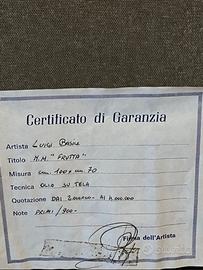 Certificato di Garanzia
Artista LUIGI BASILE
Titolo N.M. "FRUTTA"
Misura cm. 100 x cm 70
Tecnica OLIO SU TELA
Quotazione DAI 2.000.000 - AI 4.000.000
Note PRIMI / 900 -
Firma dell'Artista
subito